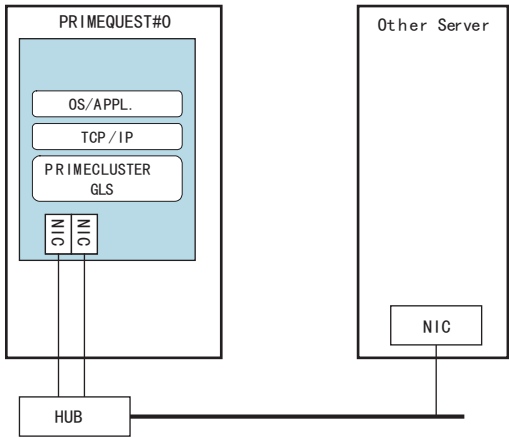 PRIMEQUEST#0
Other Server
OS/APPL.
TCP/IP
PRIMECLUSTER
GLS
NIC
NIC
NIC
HUB